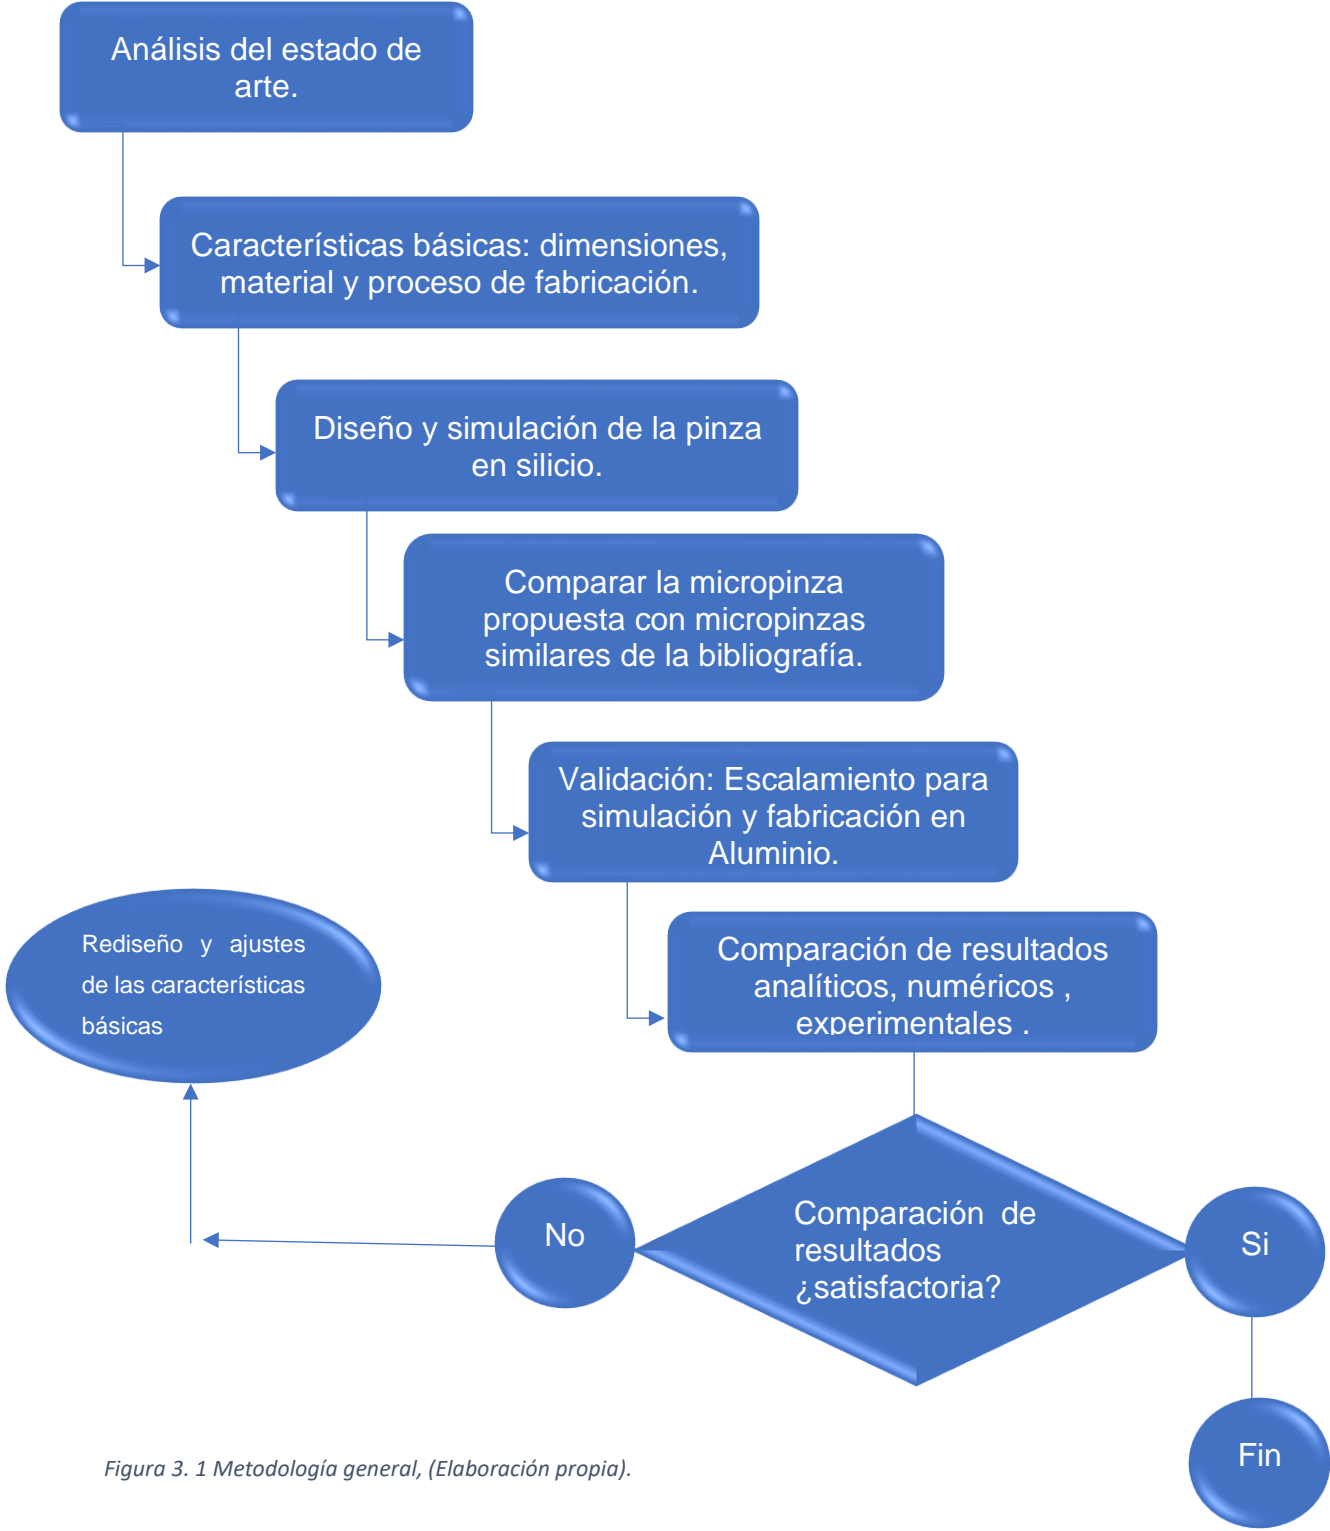 Análisis del estado de
arte.
Características básicas: dimensiones,
material y proceso de fabricación.
Diseño y simulación de la pinza
en silicio.
Comparar la micropinza
propuesta con micropinzas
similares de la bibliografía.
Validación: Escalamiento para
simulación y fabricación en
Aluminio.
Rediseño y ajustes
de las características
básicas
Comparación de resultados
analíticos, numéricos ,
experimentales .
No
Comparación de
resultados
¿satisfactoria?
Si
Fin
Figura 3. 1 Metodología general, (Elaboración propia).